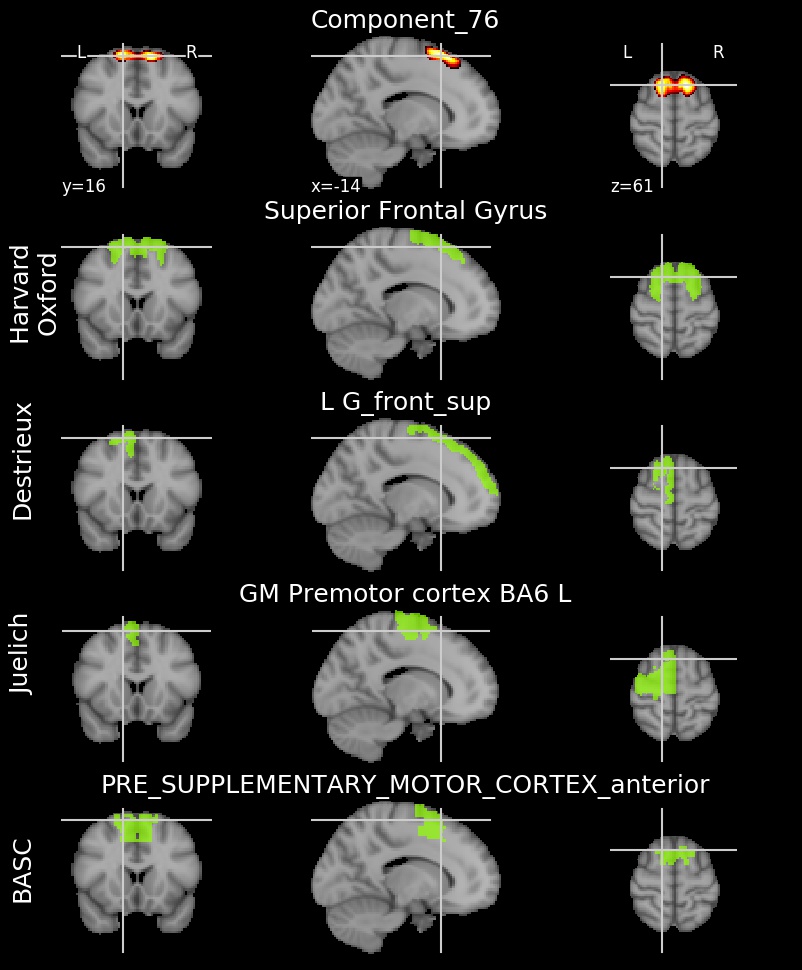 Component_76
L R
L R
y=16
x=-14
z=61
Superior Frontal Gyrus
Harvard
Oxford
L G_front_sup
Destrieux
GM Premotor cortex BA6 L
Juelich
PRE_SUPPLEMENTARY_MOTOR_CORTEX_anterior
BASC